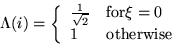 Λ(i) = { 1/√2 for ξ = 0
1 otherwise